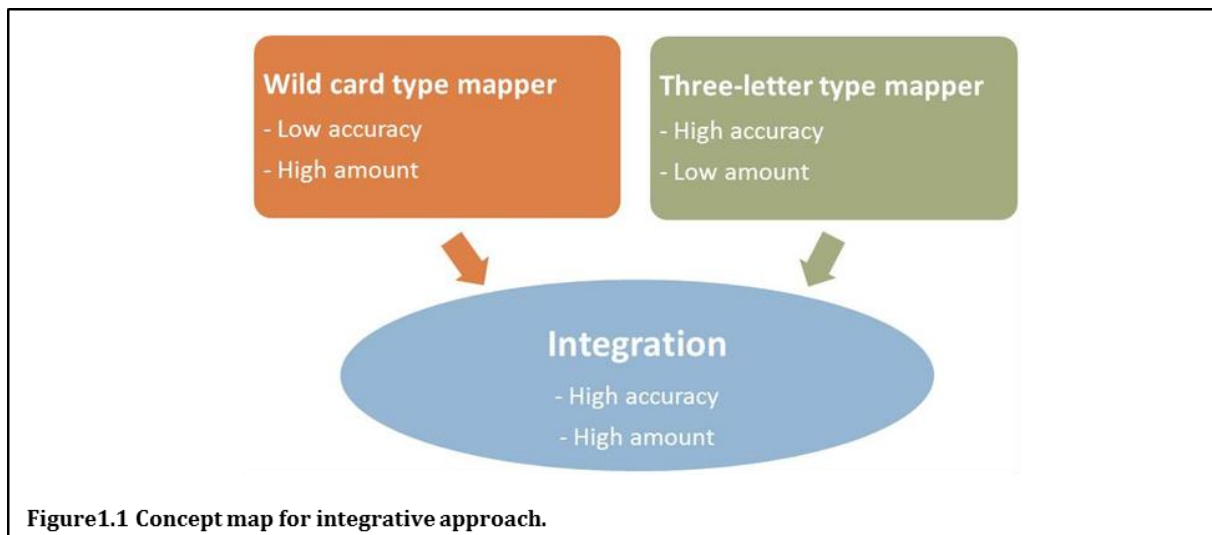 Wild card type mapper
- Low accuracy
- High amount
Three-letter type mapper
- High accuracy
- Low amount
Integration
- High accuracy
- High amount
Figure1.1 Concept map for integrative approach.